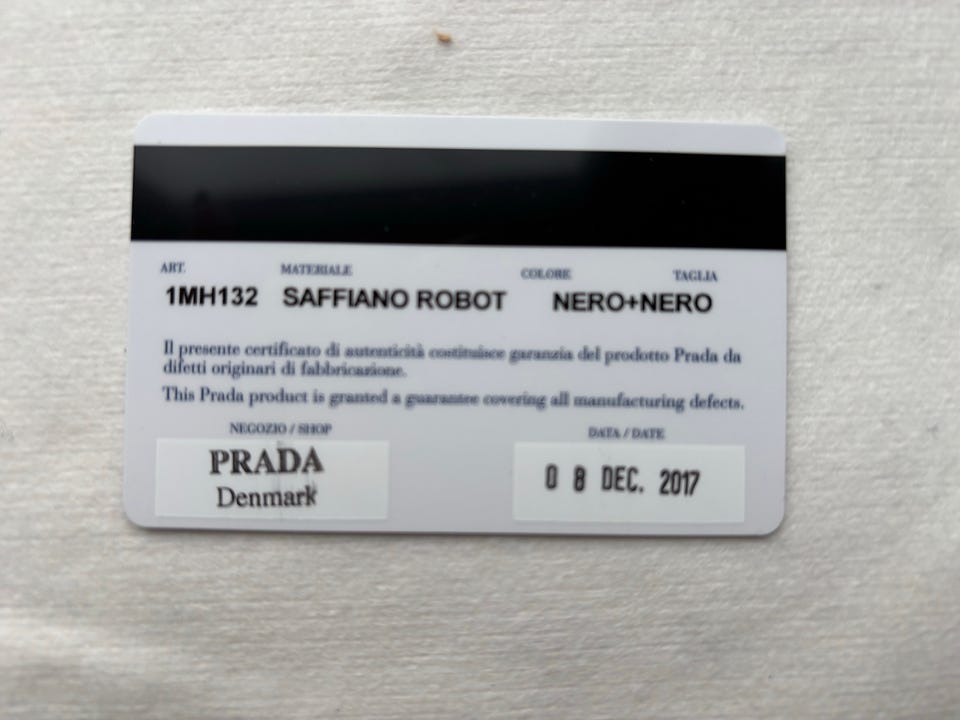 ART. MATERIALE COLORE TAGLIA
1MH132 SAFFIANO ROBOT NERO+NERO
Il presente certificato di autenticità costituisce garanzia del prodotto Prada da
difetti originari di fabbricazione.
This Prada product is granted a guarantee covering all manufacturing defects.
NEGOZIO / SHOP DATA / DATE
PRADA
Denmark
0 8 DEC. 2017